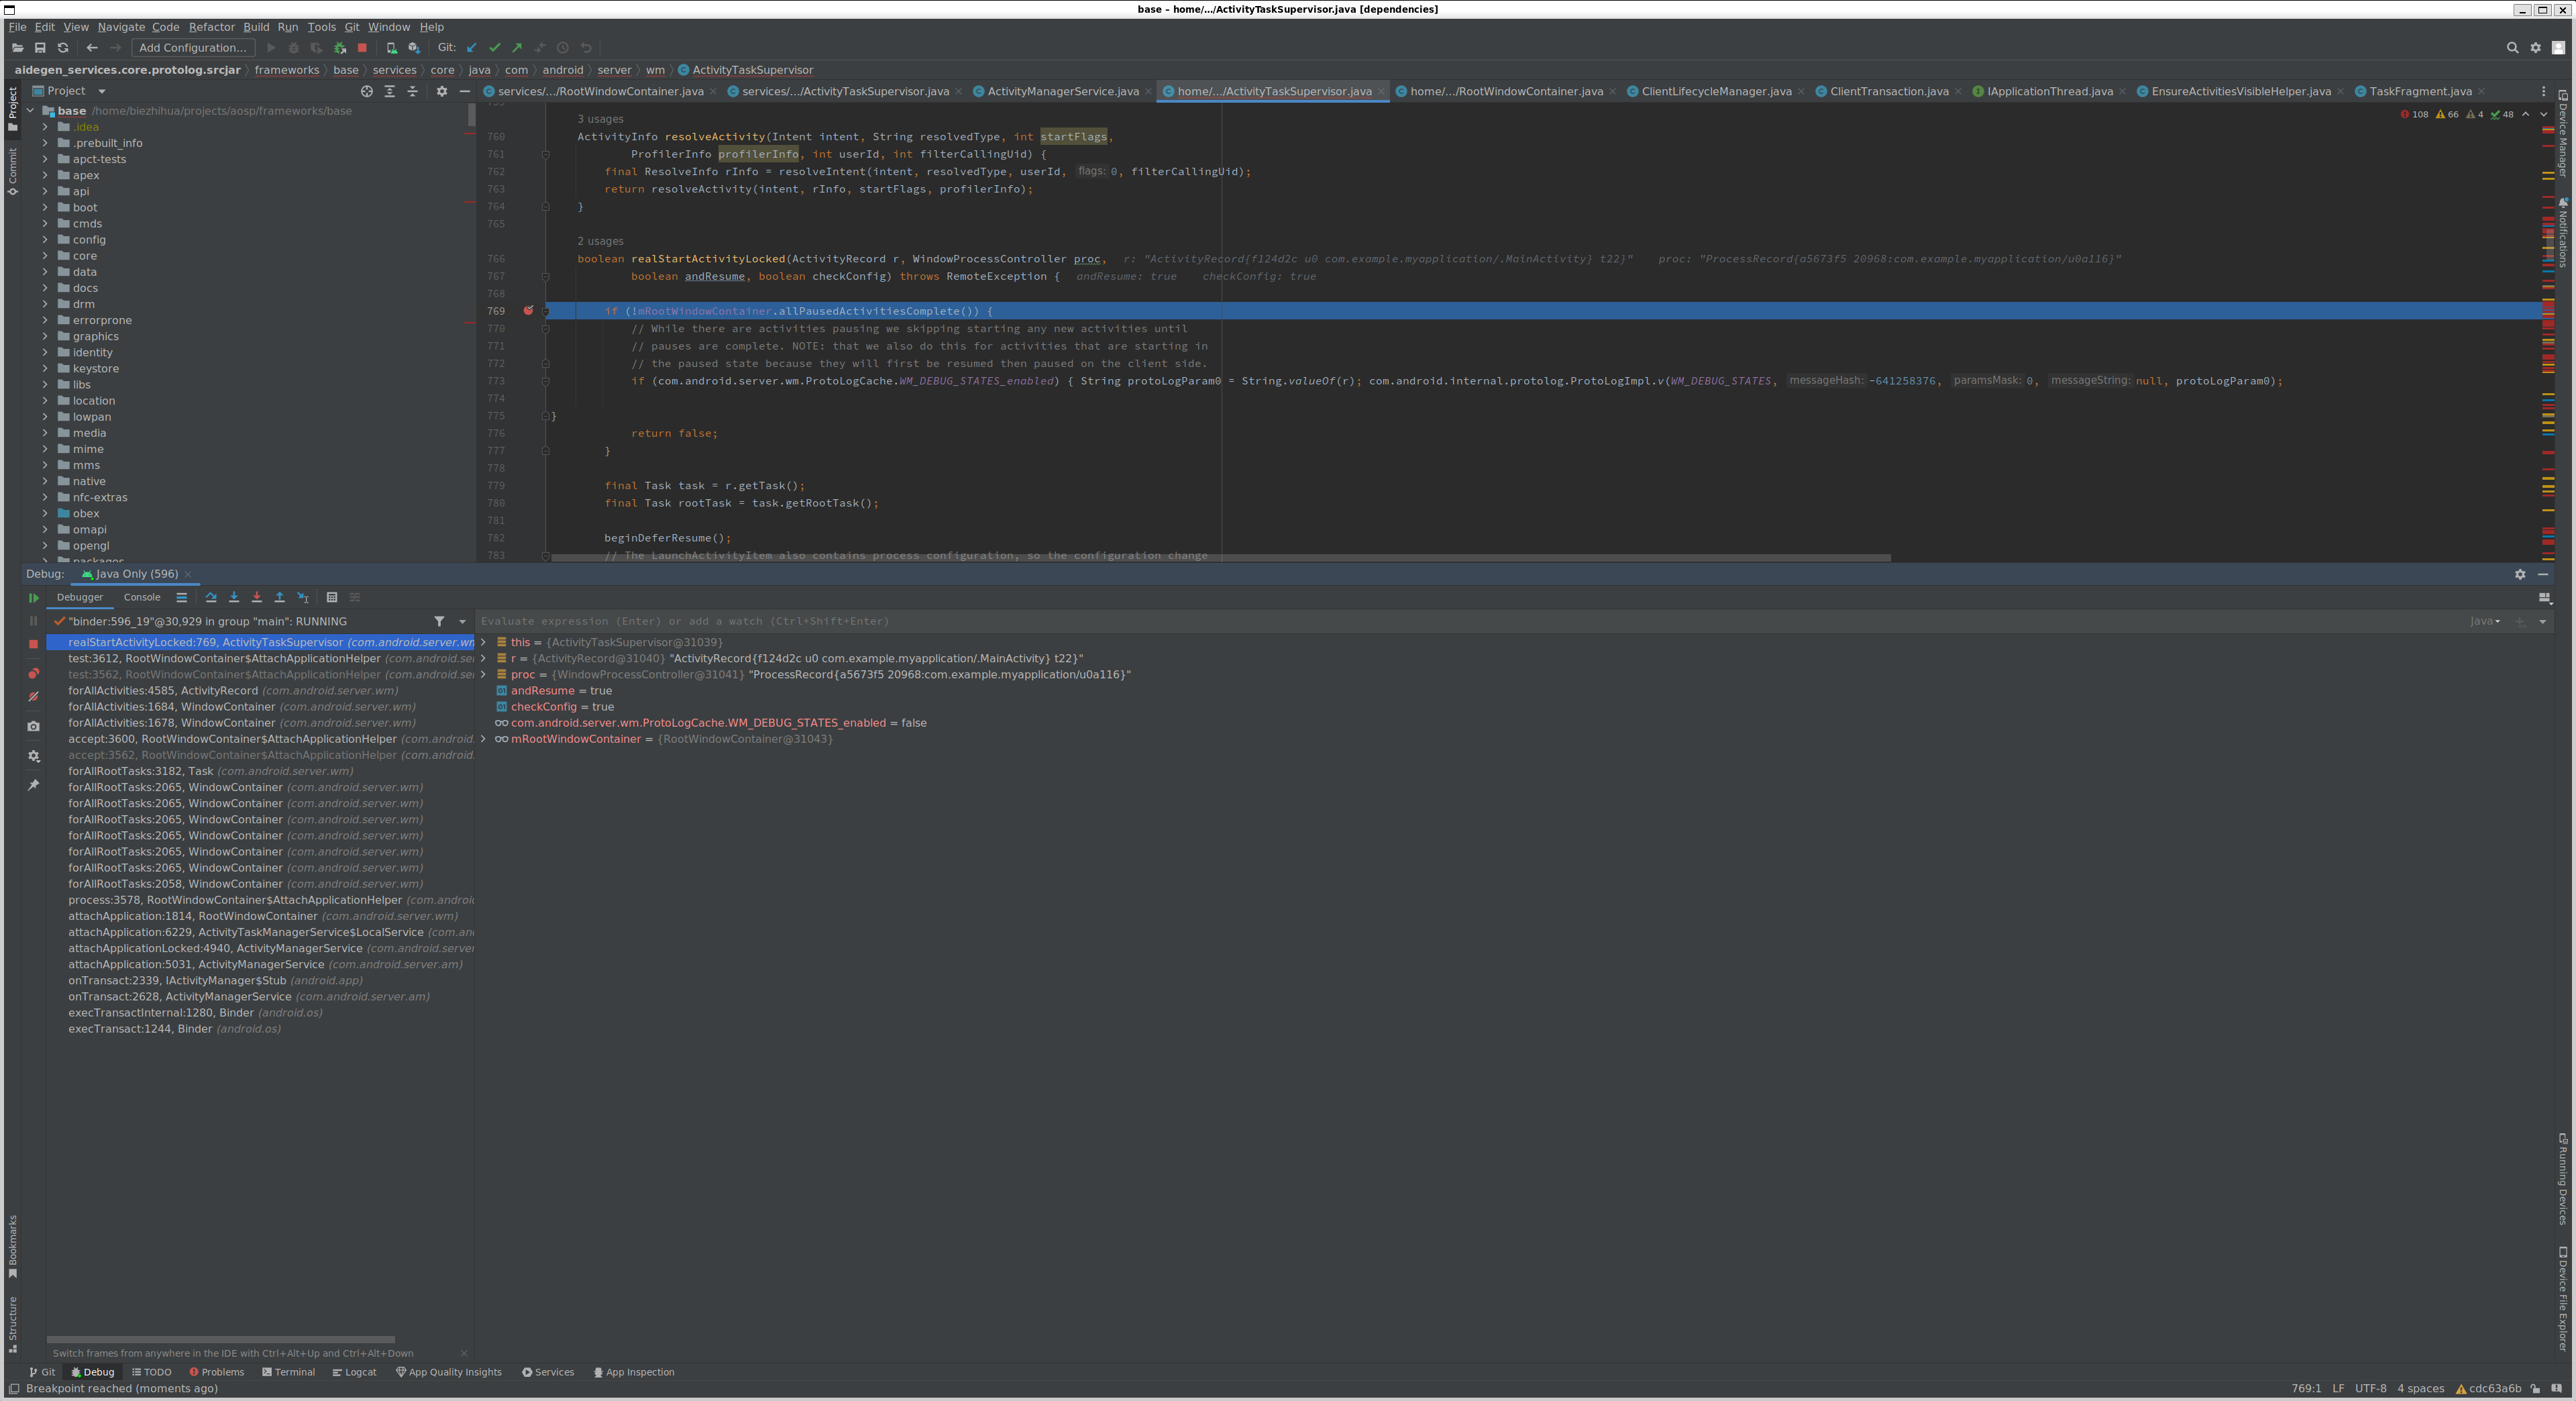 base – home/.../ActivityTaskSupervisor.java [dependencies]
File Edit View Navigate Code Refactor Build Run Tools Git Window Help
Add Configuration... Git:
aidegen_services.core.protolog.srcjar frameworks base services core java com android server wm ActivityTaskSupervisor
Project
services/.../RootWindowContainer.java services/.../ActivityTaskSupervisor.java ActivityManagerService.java home/.../ActivityTaskSupervisor.java home/.../RootWindowContainer.java ClientLifecycleManager.java ClientTransaction.java IApplicationThread.java EnsureActivitiesVisibleHelper.java TaskFragment.java
Project
Commit
base /home/biezhihua/projects/aosp/frameworks/base
.idea
.prebuilt_info
apct-tests
apex
api
boot
cmds
config
core
data
docs
drm
errorprone
graphics
identity
keystore
libs
location
lowpan
media
mime
mms
native
nfc-extras
obex
omapi
opengl
packages
108 66 4 48
3 usages
760 ActivityInfo resolveActivity(Intent intent, String resolvedType, int startFlags,
761 ProfilerInfo profilerInfo, int userId, int filterCallingUid) {
762 final ResolveInfo rInfo = resolveIntent(intent, resolvedType, userId, flags: 0, filterCallingUid);
763 return resolveActivity(intent, rInfo, startFlags, profilerInfo);
764 }
765
2 usages
766 boolean realStartActivityLocked(ActivityRecord r, WindowProcessController proc, r: "ActivityRecord{f124d2c u0 com.example.myapplication/.MainActivity} t22}" proc: "ProcessRecord{a5673f5 20968:com.example.myapplication/u0a116}"
767 boolean andResume, boolean checkConfig) throws RemoteException { andResume: true checkConfig: true
768
769 if (!mRootWindowContainer.allPausedActivitiesComplete()) {
770 // While there are activities pausing we skipping starting any new activities until
771 // pauses are complete. NOTE: that we also do this for activities that are starting in
772 // the paused state because they will first be resumed then paused on the client side.
773 if (com.android.server.wm.ProtoLogCache.WM_DEBUG_STATES_enabled) { String protoLogParam0 = String.valueOf(r); com.android.internal.protolog.ProtoLogImpl.v(WM_DEBUG_STATES, messageHash: -641258376, paramsMask: 0, messageString: null, protoLogParam0);
774
775 }
776 return false;
777 }
778
779 final Task task = r.getTask();
780 final Task rootTask = task.getRootTask();
781
782 beginDeferResume();
783 // The LaunchActivityItem also contains process configuration, so the configuration change
Device Manager
Notifications
Debug: Java Only (596)
Debugger Console
"binder:596_19"@30,929 in group "main": RUNNING
Evaluate expression (Enter) or add a watch (Ctrl+Shift+Enter) Java
realStartActivityLocked:769, ActivityTaskSupervisor (com.android.server.wm
test:3612, RootWindowContainer$AttachApplicationHelper (com.android.se
test:3562, RootWindowContainer$AttachApplicationHelper (com.android.se
forAllActivities:4585, ActivityRecord (com.android.server.wm)
forAllActivities:1684, WindowContainer (com.android.server.wm)
forAllActivities:1678, WindowContainer (com.android.server.wm)
accept:3600, RootWindowContainer$AttachApplicationHelper (com.android.
accept:3562, RootWindowContainer$AttachApplicationHelper (com.android.
forAllRootTasks:3182, Task (com.android.server.wm)
forAllRootTasks:2065, WindowContainer (com.android.server.wm)
forAllRootTasks:2065, WindowContainer (com.android.server.wm)
forAllRootTasks:2065, WindowContainer (com.android.server.wm)
forAllRootTasks:2065, WindowContainer (com.android.server.wm)
forAllRootTasks:2065, WindowContainer (com.android.server.wm)
forAllRootTasks:2065, WindowContainer (com.android.server.wm)
forAllRootTasks:2058, WindowContainer (com.android.server.wm)
process:3578, RootWindowContainer$AttachApplicationHelper (com.androi
attachApplication:1814, RootWindowContainer (com.android.server.wm)
attachApplication:6229, ActivityTaskManagerService$LocalService (com.an
attachApplicationLocked:4940, ActivityManagerService (com.android.server
attachApplication:5031, ActivityManagerService (com.android.server.am)
onTransact:2339, IActivityManager$Stub (android.app)
onTransact:2628, ActivityManagerService (com.android.server.am)
execTransactInternal:1280, Binder (android.os)
execTransact:1244, Binder (android.os)
this = {ActivityTaskSupervisor@31039}
r = {ActivityRecord@31040} "ActivityRecord{f124d2c u0 com.example.myapplication/.MainActivity} t22}"
proc = {WindowProcessController@31041} "ProcessRecord{a5673f5 20968:com.example.myapplication/u0a116}"
andResume = true
checkConfig = true
com.android.server.wm.ProtoLogCache.WM_DEBUG_STATES_enabled = false
mRootWindowContainer = {RootWindowContainer@31043}
Bookmarks
Structure
Running Devices
Device File Explorer
Switch frames from anywhere in the IDE with Ctrl+Alt+Up and Ctrl+Alt+Down
Git Debug TODO Problems Terminal Logcat App Quality Insights Services App Inspection
Breakpoint reached (moments ago) 769:1 LF UTF-8 4 spaces cdc63a6b